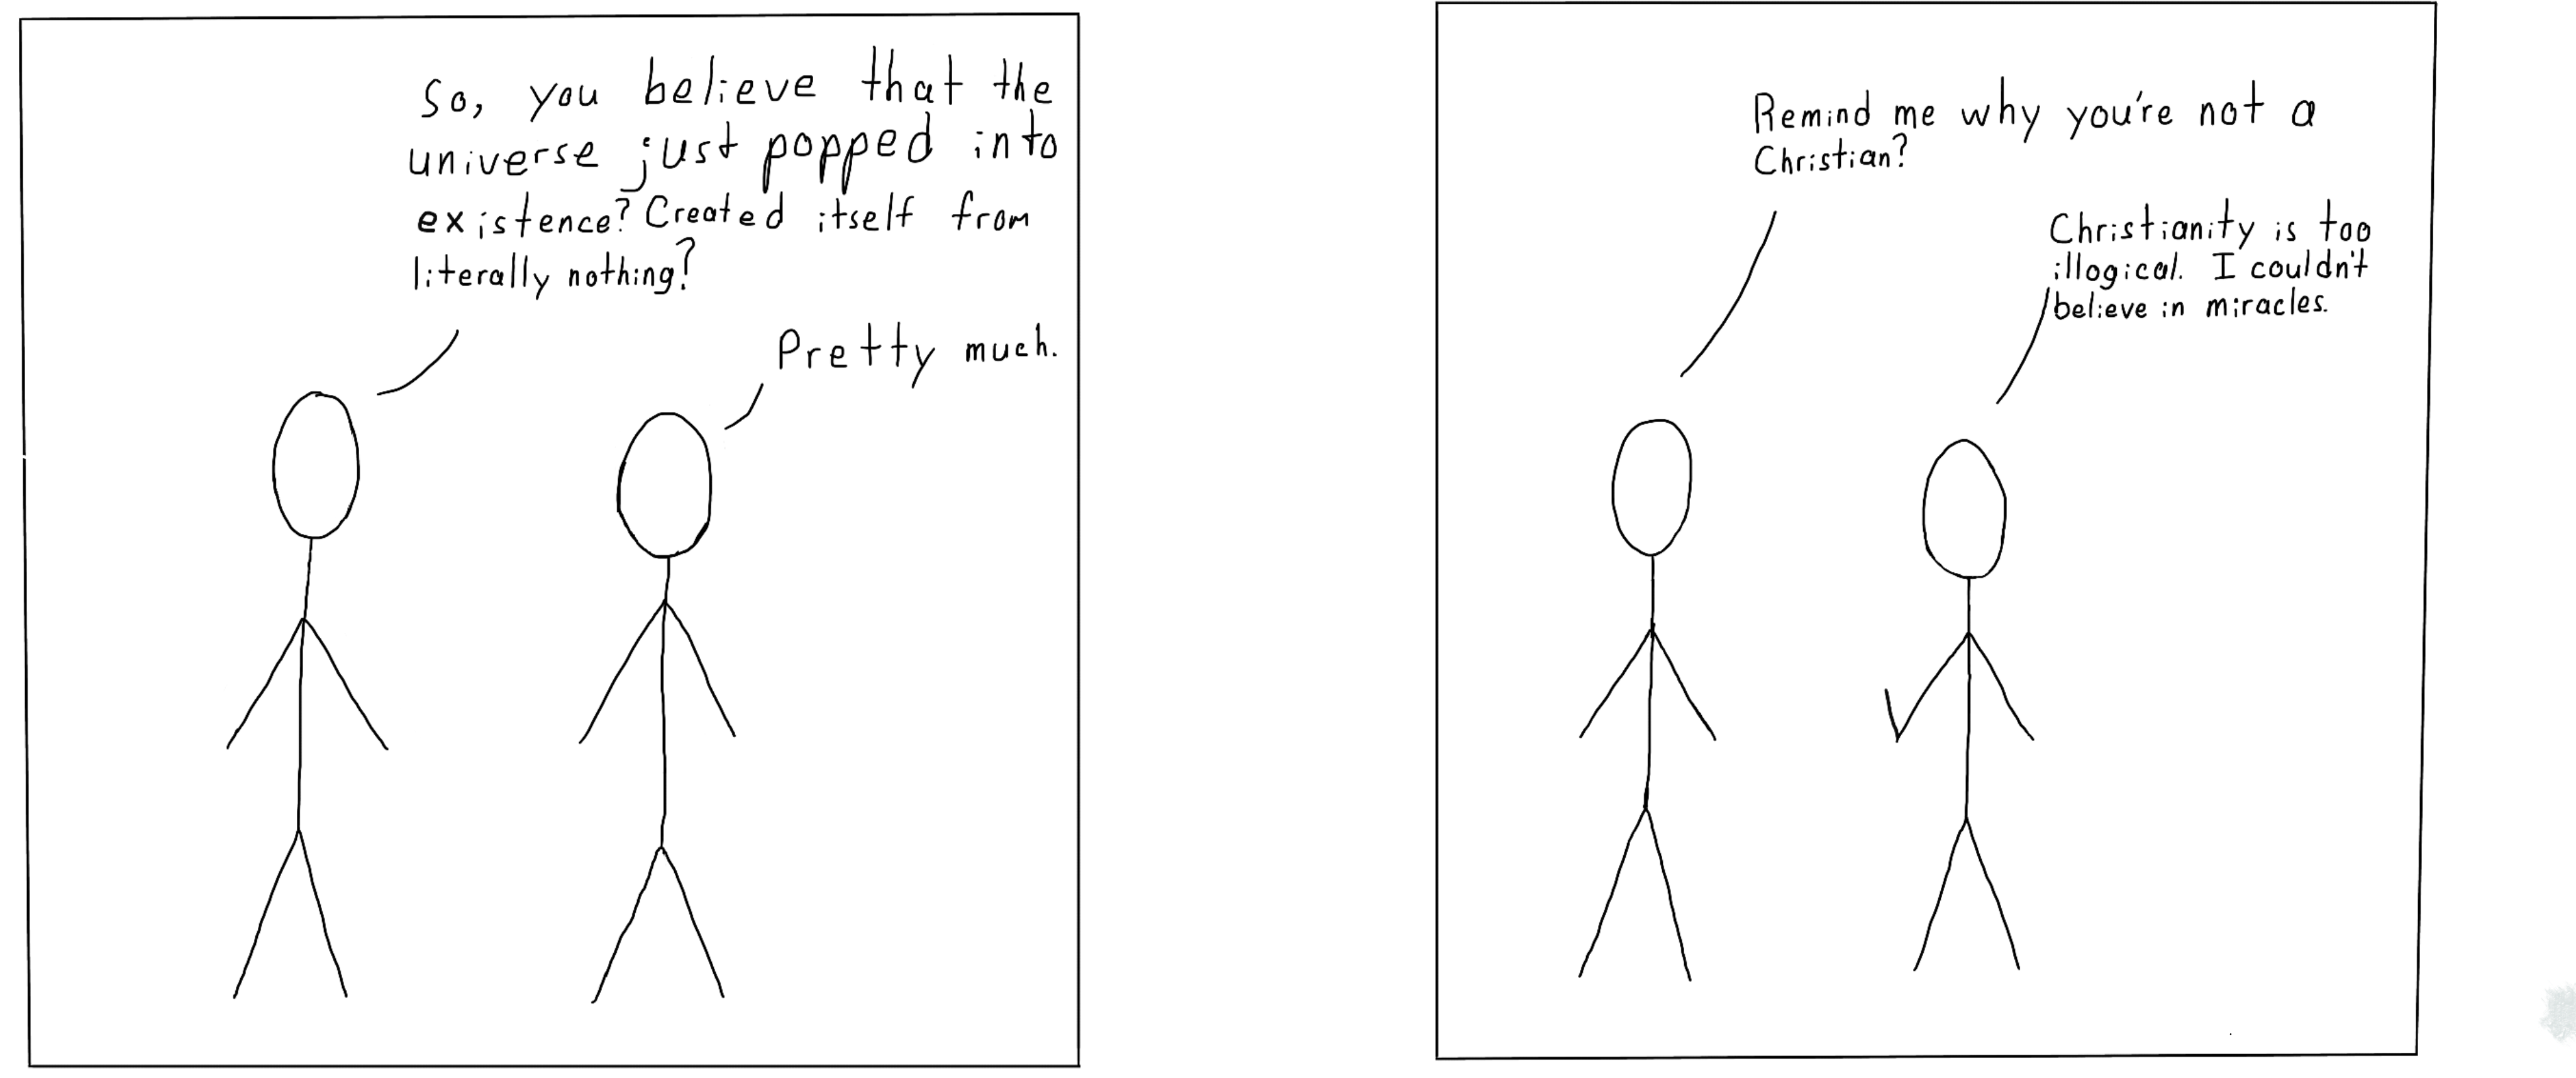 So, you believe that the
universe just popped into
existence? Created itself from
literally nothing?
Pretty much.
Remind me why you're not a
Christian?
Christianity is too
illogical. I couldn't
believe in miracles.